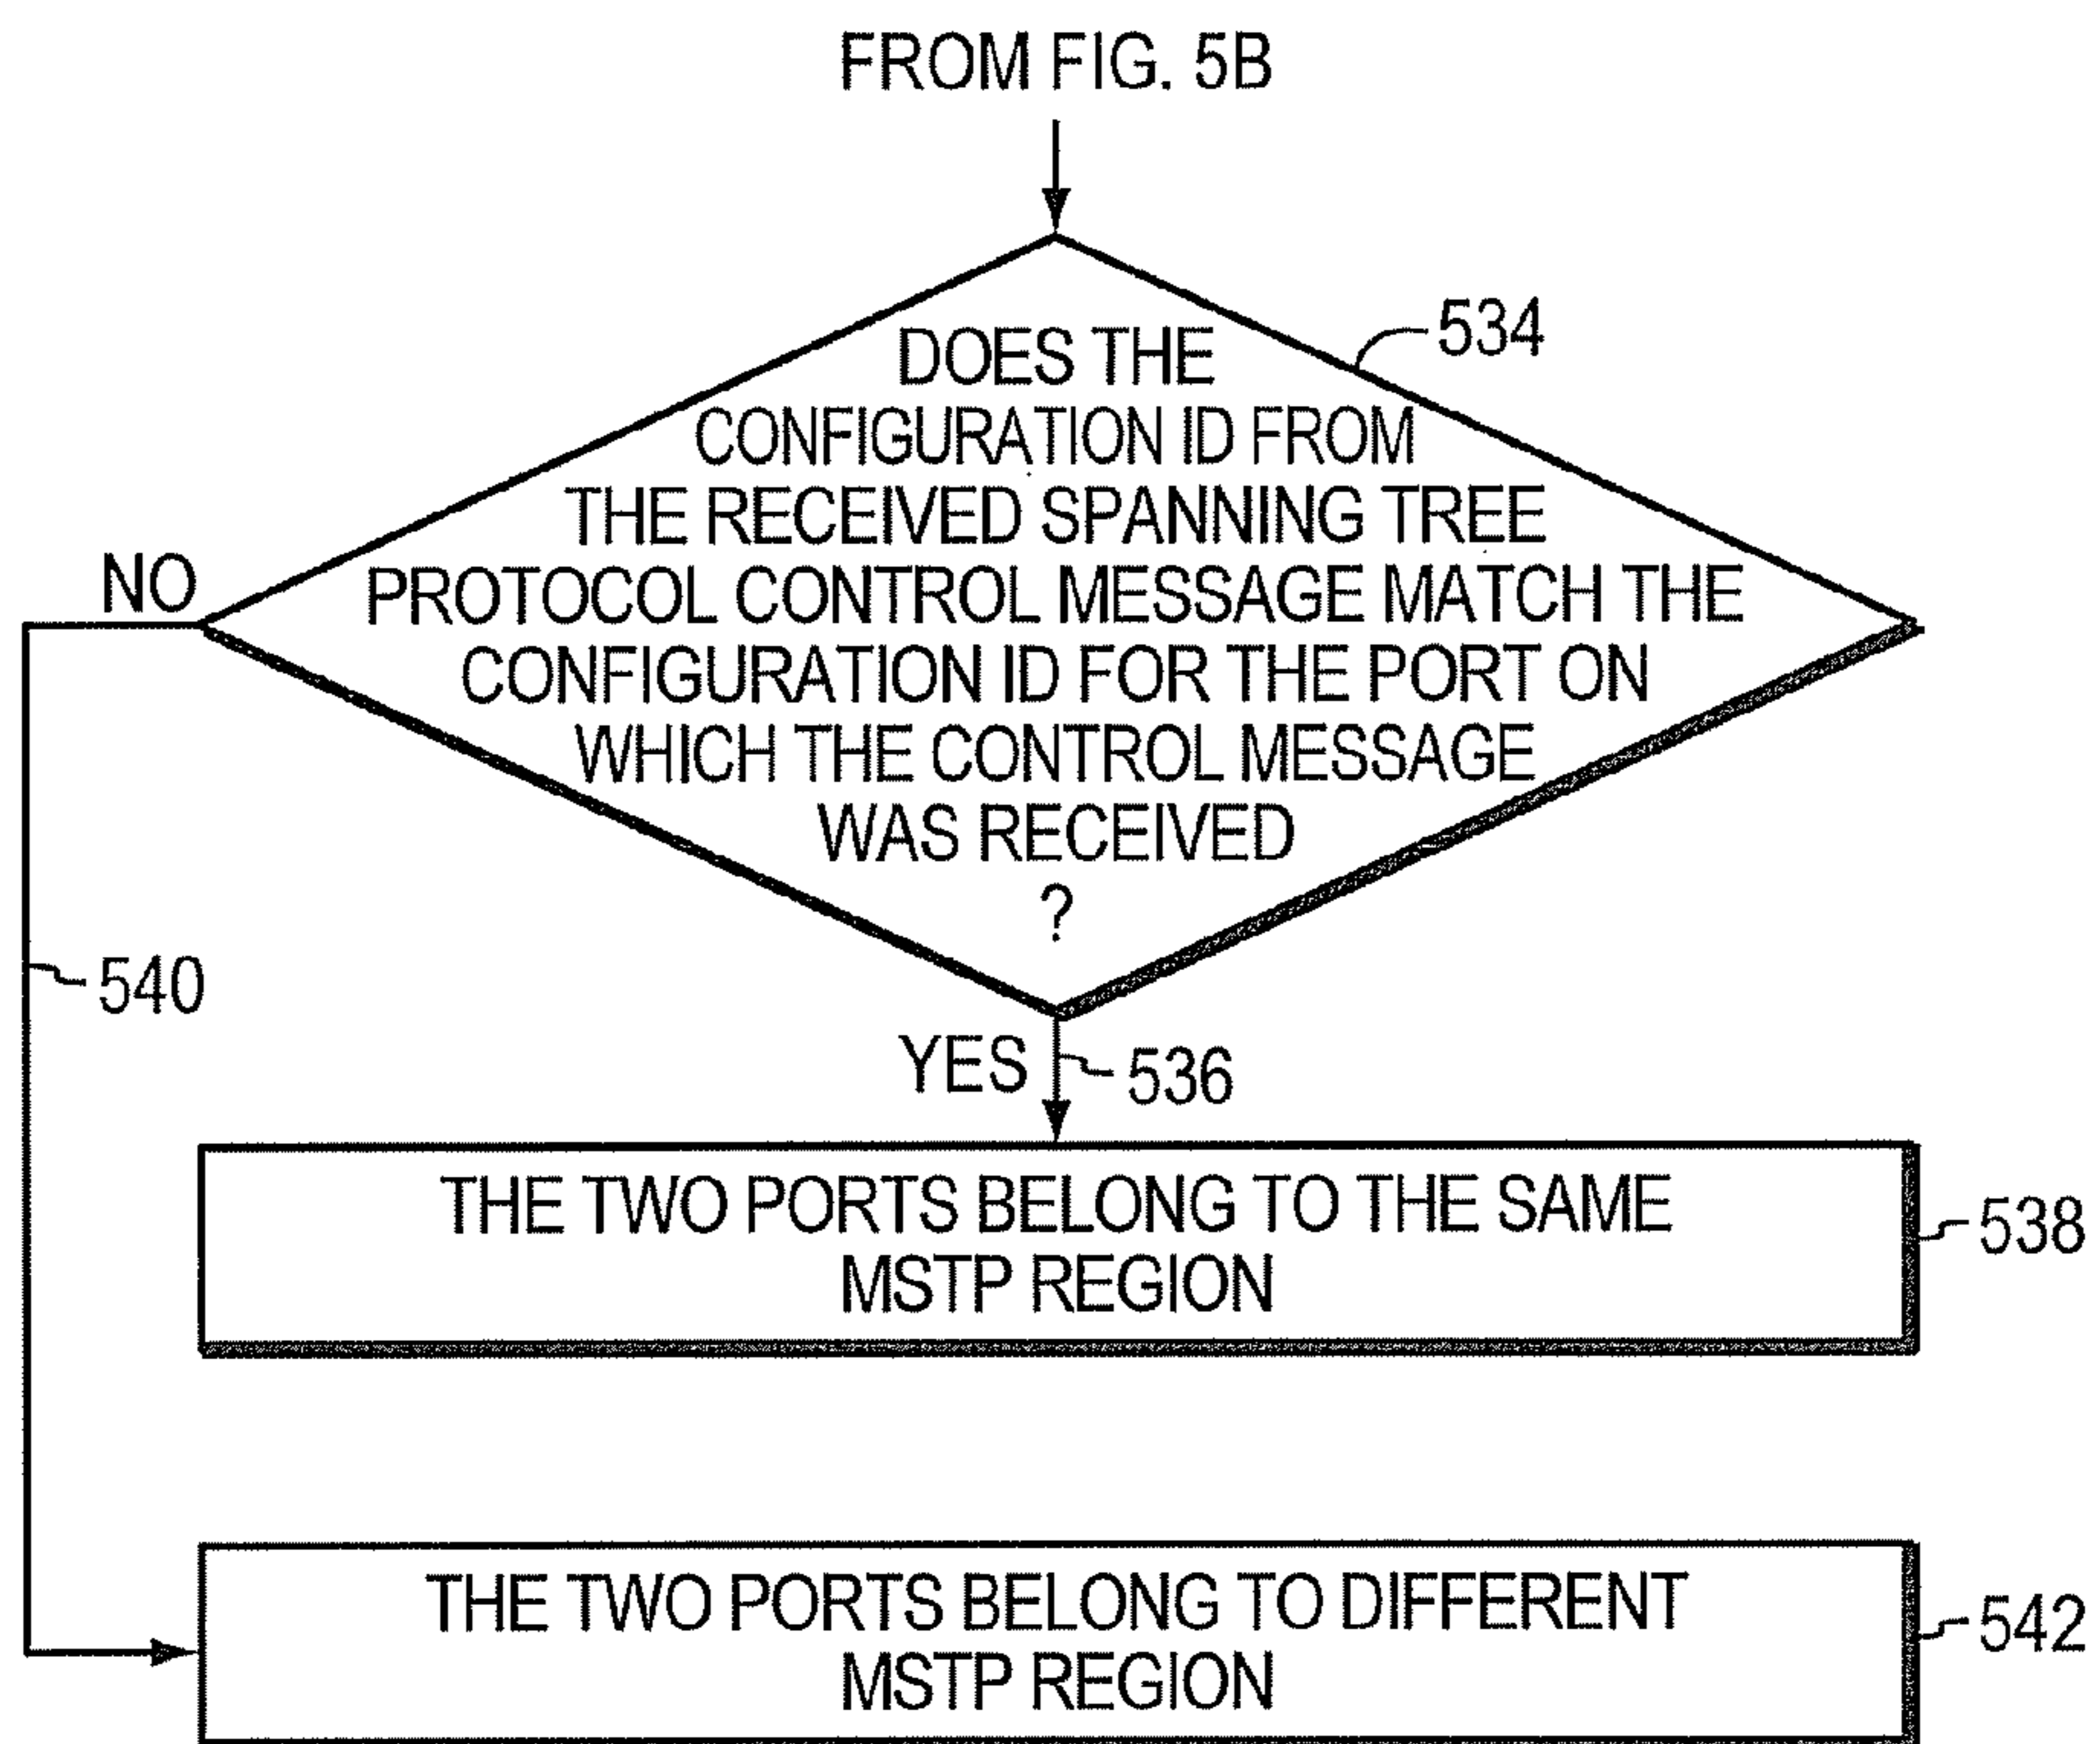 FROM FIG. 5B
DOES THE
CONFIGURATION ID FROM
THE RECEIVED SPANNING TREE
PROTOCOL CONTROL MESSAGE MATCH THE
CONFIGURATION ID FOR THE PORT ON
WHICH THE CONTROL MESSAGE
WAS RECEIVED
?
534
NO
540
YES
536
THE TWO PORTS BELONG TO THE SAME
MSTP REGION
538
THE TWO PORTS BELONG TO DIFFERENT
MSTP REGION
542